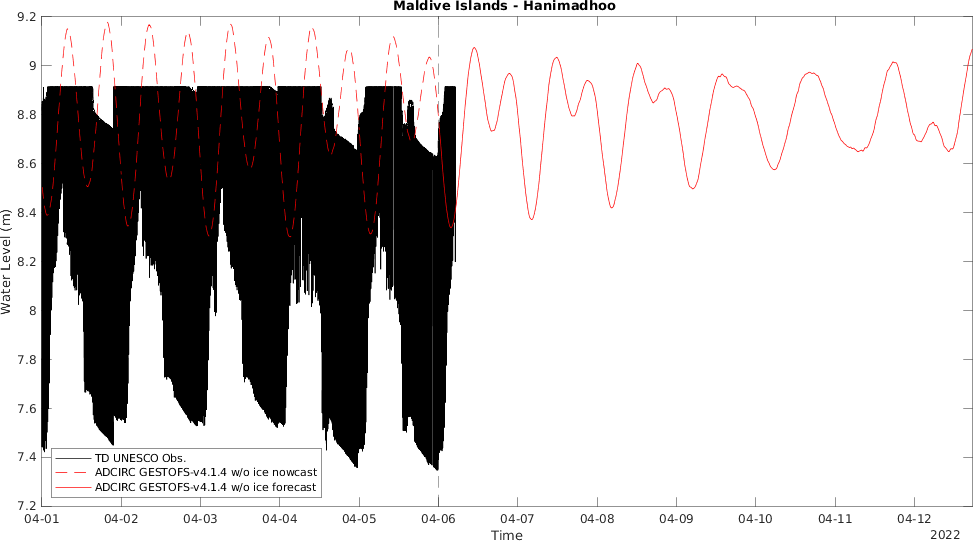 Maldive Islands - Hanimadhoo
Water Level (m)
9.2
9
8.8
8.6
8.4
8.2
8
7.8
7.6
7.4
7.2
TD UNESCO Obs.
ADCIRC GESTOFS-v4.1.4 w/o ice nowcast
ADCIRC GESTOFS-v4.1.4 w/o ice forecast
04-01 04-02 04-03 04-04 04-05 04-06 04-07 04-08 04-09 04-10 04-11 04-12
Time
2022